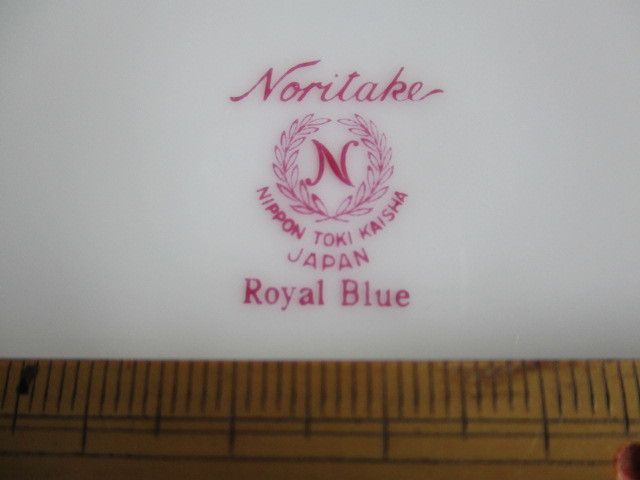 Noritake
N
NIPPON TOKI KAISHA
JAPAN
Royal Blue